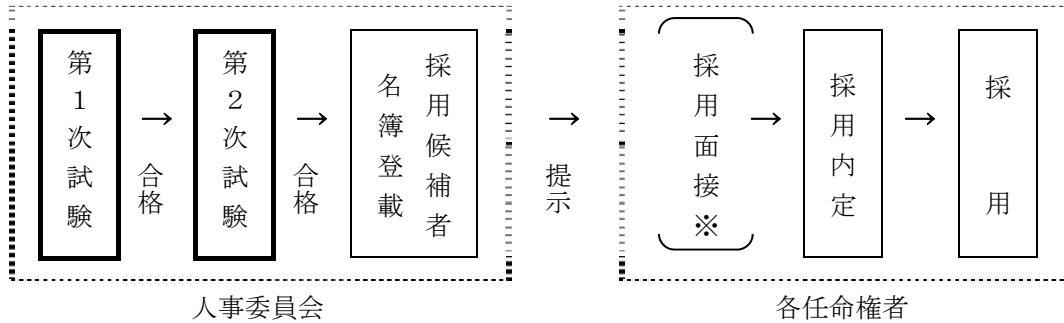 第1次試験
→
合格
第2次試験
→
合格
採用候補者
名簿登載
→
提示
採用面接※
→
採用内定
→
採用
人事委員会
各任命権者